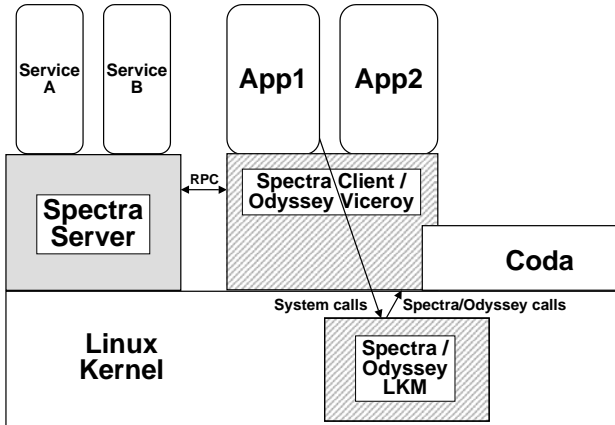 Service
A
Service
B
App1
App2
Spectra
Server
RPC
Spectra Client /
Odyssey Viceroy
Coda
System calls
Spectra/Odyssey calls
Linux
Kernel
Spectra /
Odyssey
LKM